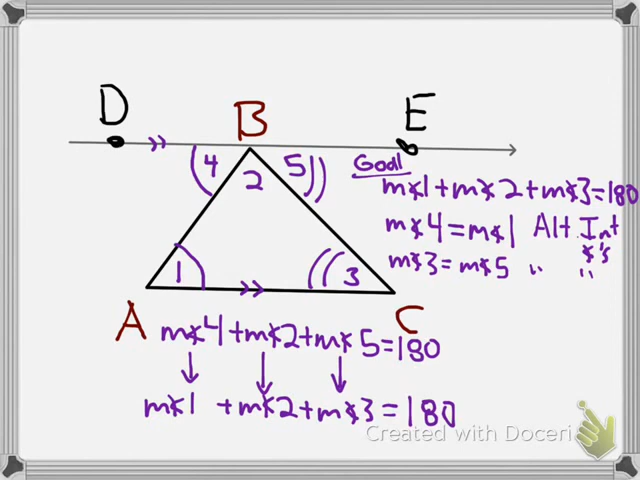 D
B
E
4
2
5
Goal
m∡1+m∡2+m∡3=180
m∡4=m∡1 Alt Int ∡'s
m∡3=m∡5 " "
1
3
A
C
m∡4+m∡2+m∡5=180
m∡1 +m∡2+m∡3=180
Created with Doceri